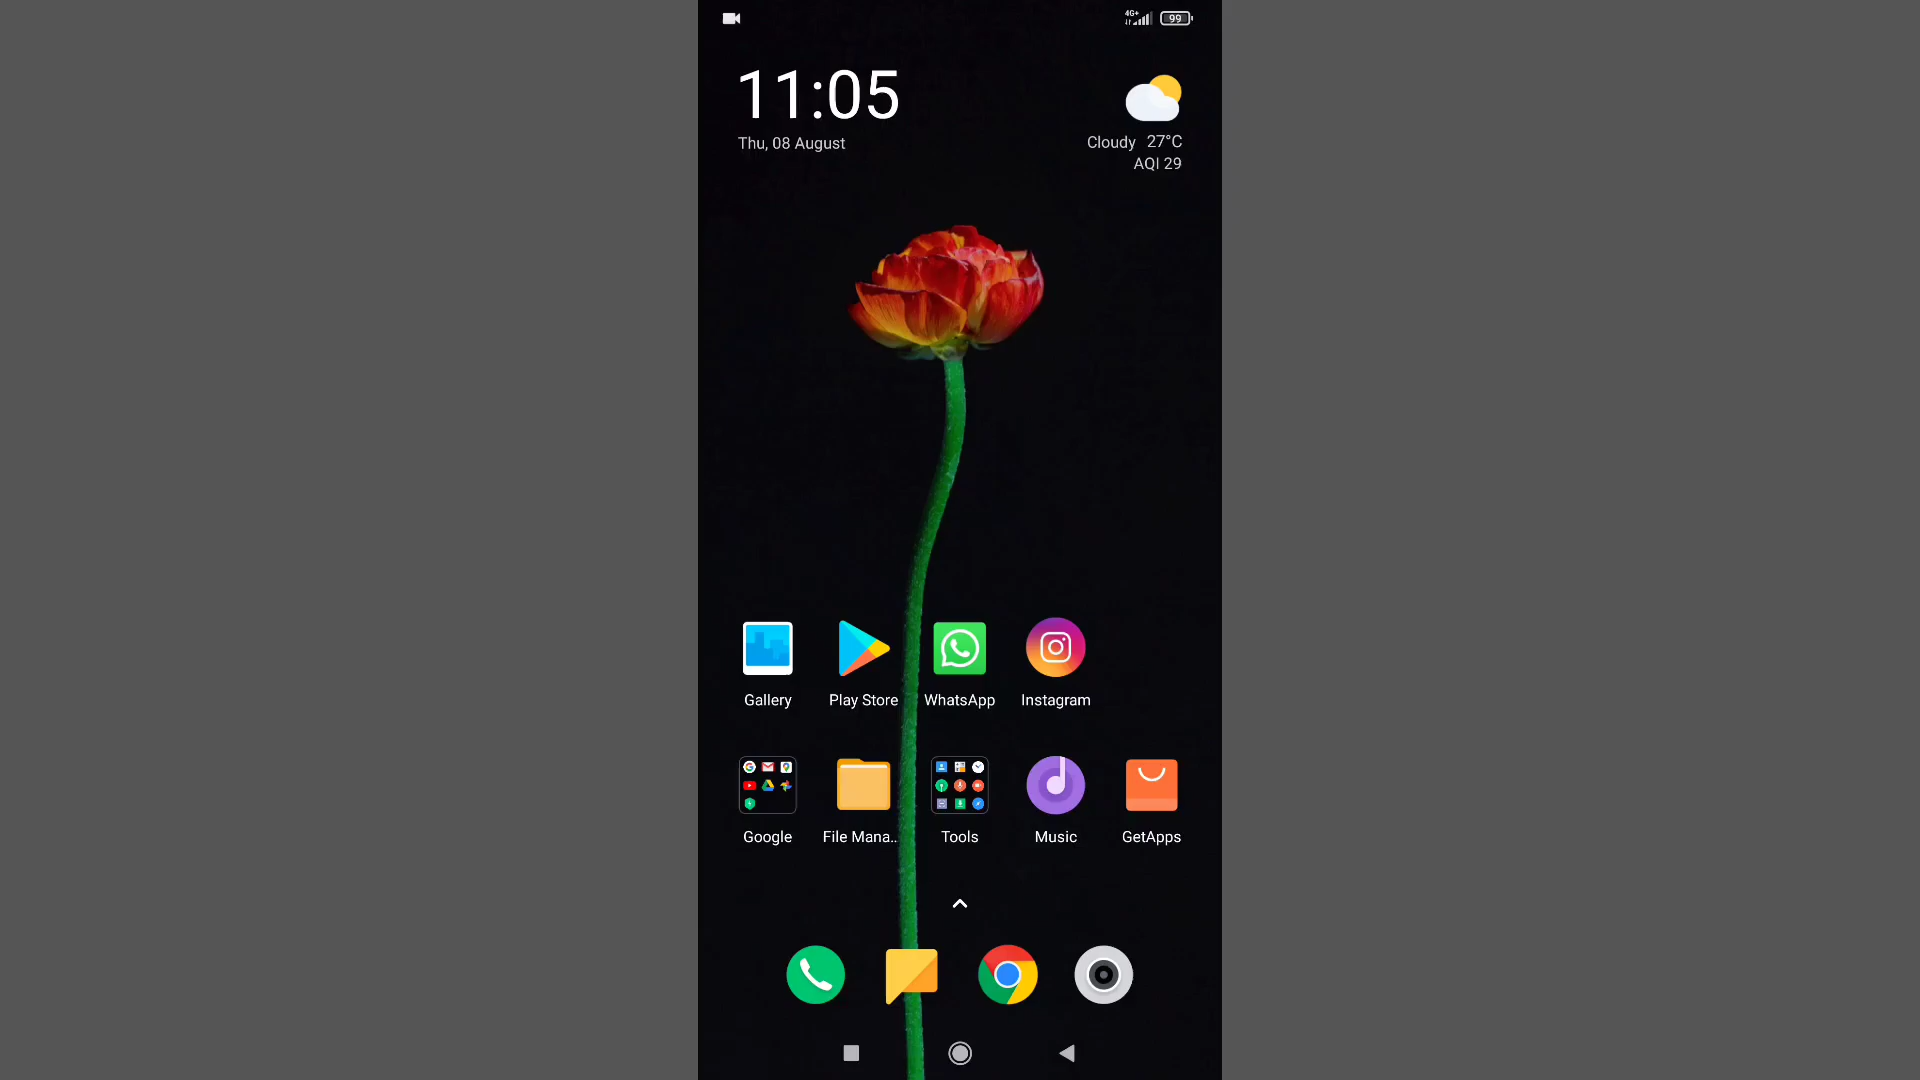 4G+ 99
11:05
Thu, 08 August
Cloudy 27°C
AQI 29
Gallery Play Store WhatsApp Instagram
Google File Mana.. Tools Music GetApps